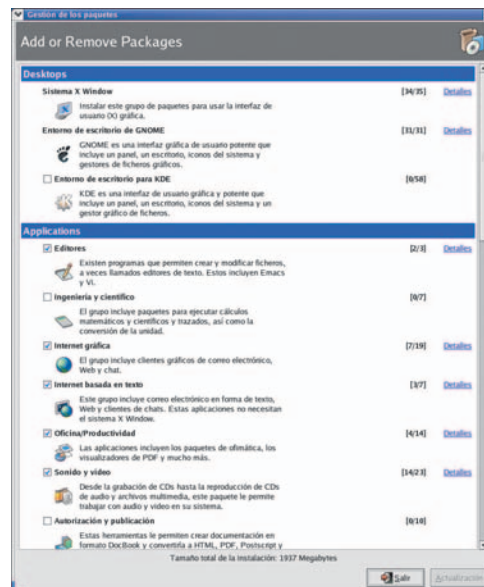 Gestión de los paquetes
Add or Remove Packages
Desktops
Sistema X Window [34/35] Detalles
Instalar este grupo de paquetes para usar la interfaz de
usuario (X) gráfica.
Entorno de escritorio de GNOME [31/31] Detalles
GNOME es una interfaz gráfica de usuario potente que
incluye un panel, un escritorio, iconos del sistema y
gestores de ficheros gráficos.
Entorno de escritorio para KDE [0/58]
KDE es una interfaz de usuario gráfica y potente que
incluye un panel, un escritorio, iconos del sistema y un
gestor gráfico de ficheros.
Applications
Editores [2/3] Detalles
Existen programas que permiten crear y modificar ficheros,
a veces llamados editores de texto. Estos incluyen Emacs
y Vi.
Ingeniería y científico [0/7]
El grupo incluye paquetes para ejecutar cálculos
matemáticos y científicos y trazados, así como la
conversión de la unidad.
Internet gráfica [7/19] Detalles
El grupo incluye clientes gráficos de correo electrónico,
Web y chat.
Internet basada en texto [3/7] Detalles
Este grupo incluye correo electrónico en forma de texto,
Web y clientes de chats. Estas aplicaciones no necesitan
el sistema X Window.
Oficina/Productividad [4/14] Detalles
Las aplicaciones incluyen los paquetes de ofimática, los
visualizadores de PDF y mucho más.
Sonido y vídeo [14/23] Detalles
Desde la grabación de CDs hasta la reproducción de CDs
de audio y archivos multimedia, este paquete le permite
trabajar con audio y vídeo en su sistema.
Autorización y publicación [0/10]
Estas herramientas le permiten crear documentación en
formato DocBook y convertirla a HTML, PDF, Postscript y
Tamaño total de la instalación: 1937 Megabytes
Salir Actualización